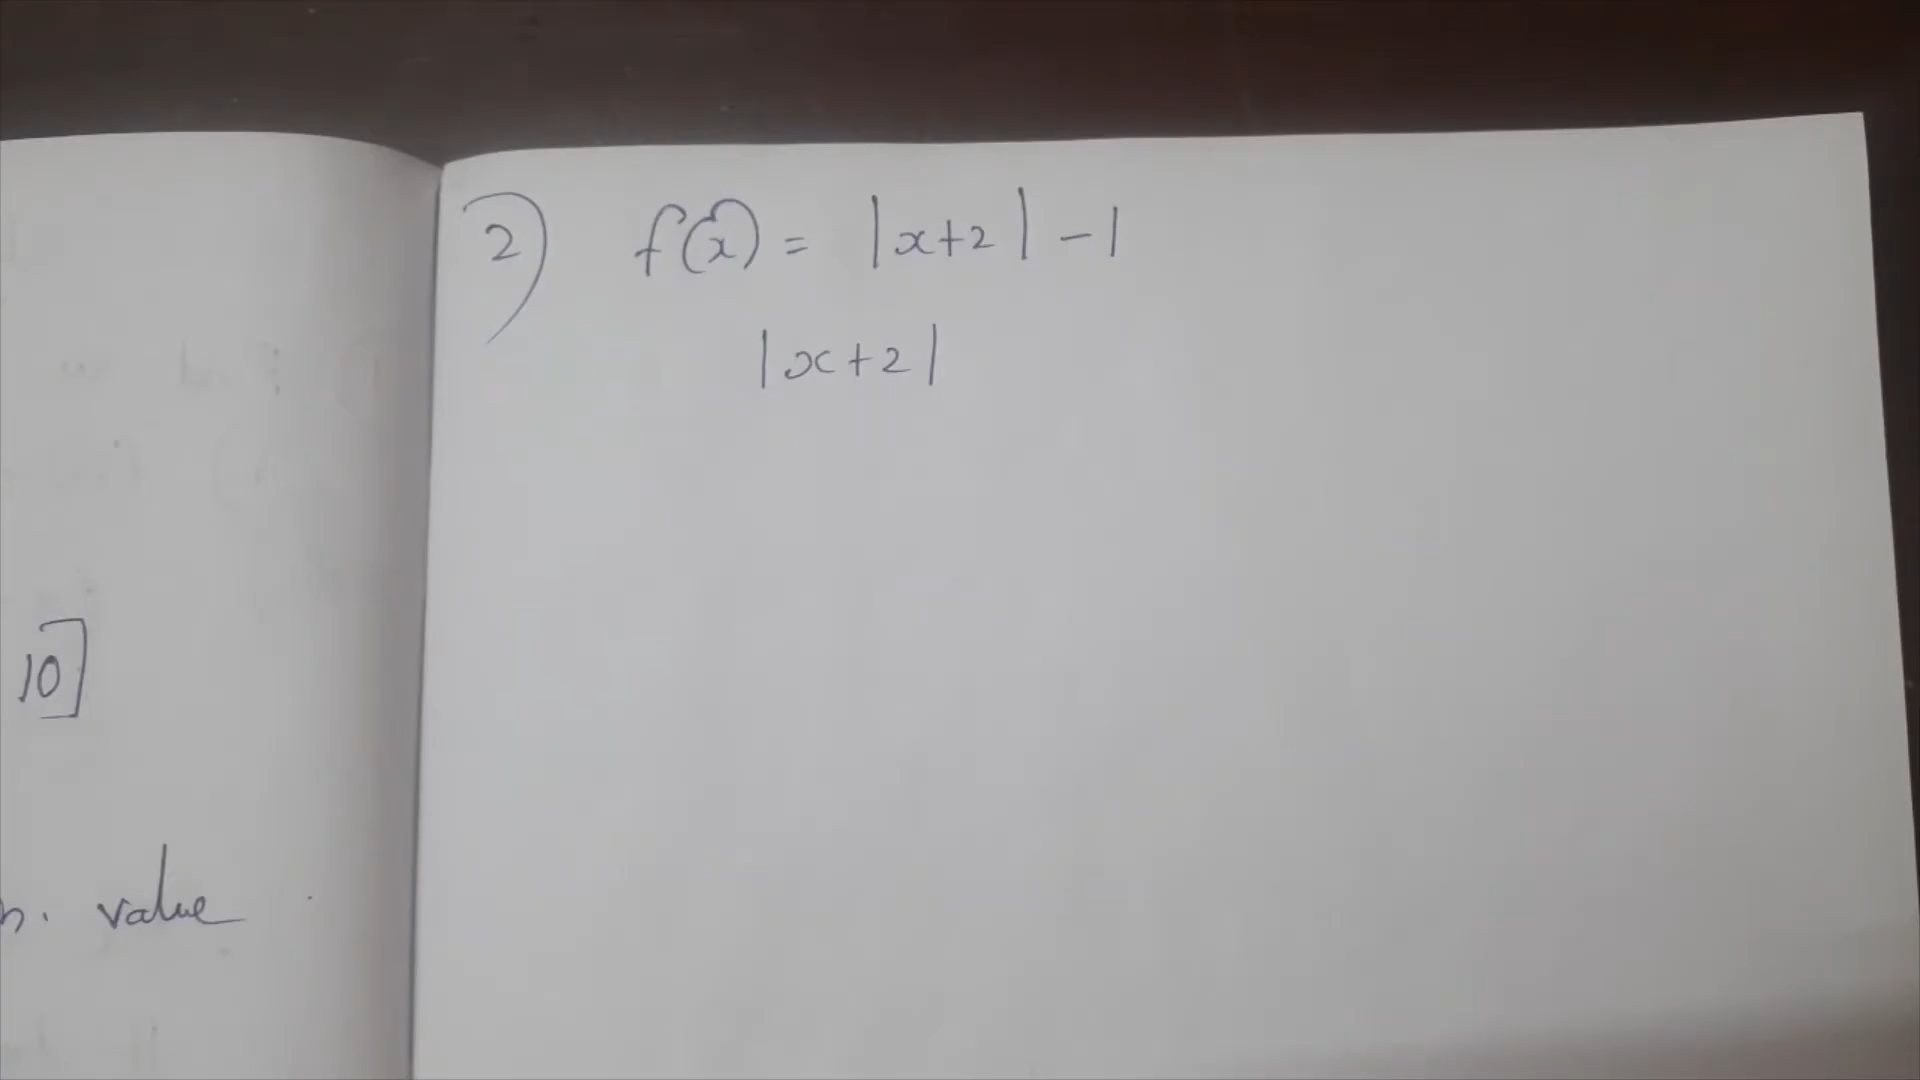 2) f(x) = |x+2| - 1
|x+2|
10]
value